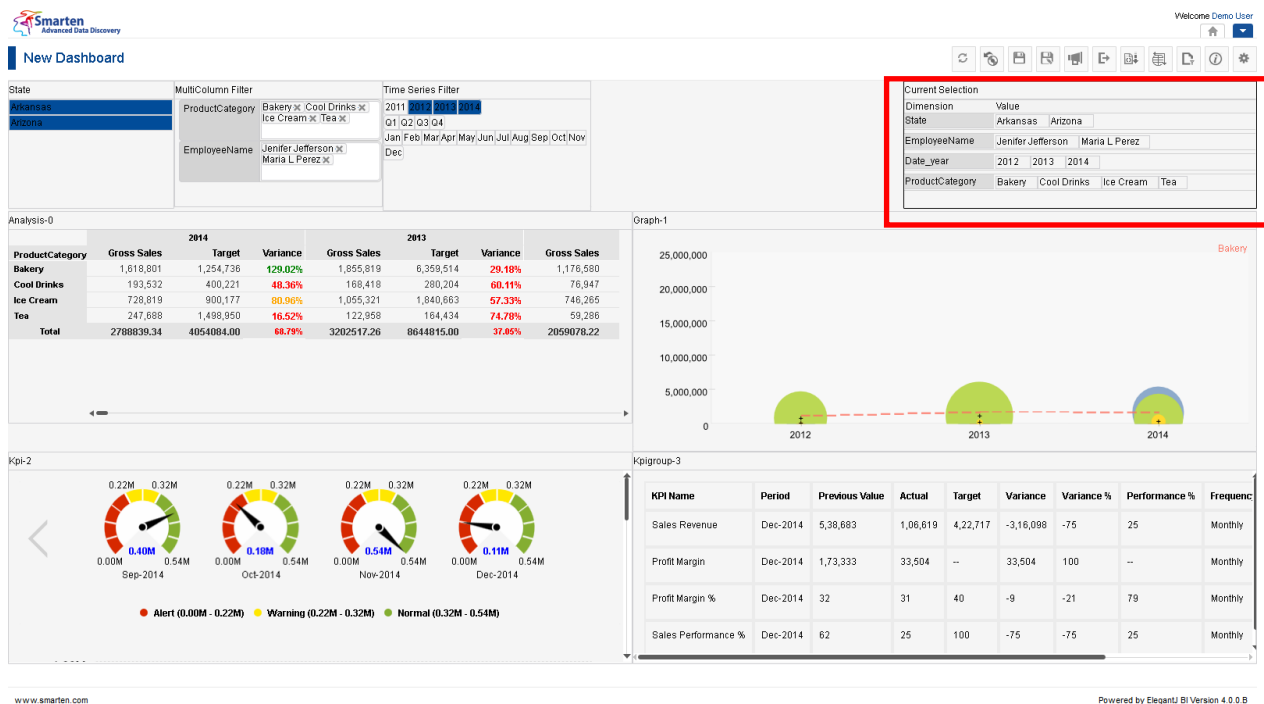 Smarten
Advanced Data Discovery
Welcome Demo User
New Dashboard
State
Arkansas
Arizona
MultiColumn Filter
ProductCategory
Bakery Cool Drinks
Ice Cream Tea
EmployeeName
Jenifer Jefferson
Maria L Perez
Time Series Filter
2011 2012 2013 2014
Q1 Q2 Q3 Q4
Jan Feb Mar Apr May Jun Jul Aug Sep Oct Nov
Dec
Current Selection
Dimension Value
State Arkansas Arizona
EmployeeName Jenifer Jefferson Maria L Perez
Date_year 2012 2013 2014
ProductCategory Bakery Cool Drinks Ice Cream Tea
Analysis-0
2014 2013
ProductCategory Gross Sales Target Variance Gross Sales Target Variance Gross Sales
Bakery 1,618,801 1,254,736 129.02% 1,855,819 6,359,514 29.18% 1,176,580
Cool Drinks 193,532 400,221 48.36% 168,418 280,204 60.11% 76,947
Ice Cream 728,819 900,177 80.96% 1,055,321 1,840,663 57.33% 746,265
Tea 247,688 1,498,950 16.52% 122,958 164,434 74.78% 59,286
Total 2788839.34 4054084.00 68.79% 3202517.26 8644815.00 37.05% 2059078.22
Graph-1
Bakery
25,000,000
20,000,000
15,000,000
10,000,000
5,000,000
0
2012 2013 2014
Kpi-2
0.22M 0.32M 0.22M 0.32M 0.22M 0.32M 0.22M 0.32M
0.40M 0.18M 0.54M 0.11M
0.00M 0.54M 0.00M 0.54M 0.00M 0.54M 0.00M 0.54M
Sep-2014 Oct-2014 Nov-2014 Dec-2014
Alert (0.00M - 0.22M) Warning (0.22M - 0.32M) Normal (0.32M - 0.54M)
Kpigroup-3
KPI Name Period Previous Value Actual Target Variance Variance % Performance % Frequenc
Sales Revenue Dec-2014 5,38,683 1,06,619 4,22,717 -3,16,098 -75 25 Monthly
Profit Margin Dec-2014 1,73,333 33,504 -- 33,504 100 -- Monthly
Profit Margin % Dec-2014 32 31 40 -9 -21 79 Monthly
Sales Performance % Dec-2014 62 25 100 -75 -75 25 Monthly
www.smarten.com
Powered by ElegantJ BI Version 4.0.0.B